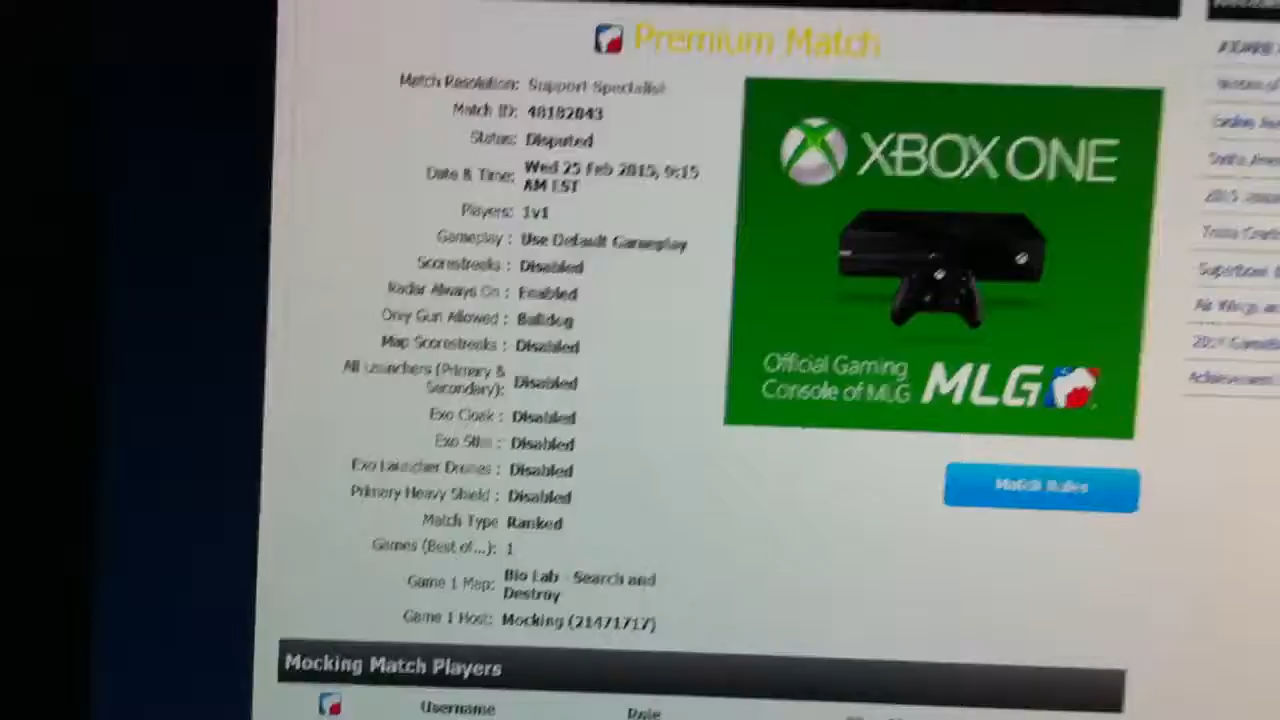 Premium Match
Match Resolution: Support Specialist
Match ID: 48182043
Status: Disputed
Date & Time: Wed 25 Feb 2015, 9:15
AM EST
Players: 1v1
Gameplay : Use Default Gameplay
Scorestreaks : Disabled
Radar Always On : Enabled
Only Gun Allowed : Bulldog
Map Scorestreaks : Disabled
All Launchers (Primary &
Secondary): Disabled
Exo Cloak : Disabled
Exo Stim : Disabled
Exo Launcher Drones : Disabled
Primary Heavy Shield : Disabled
Match Type Ranked
Games (Best of...): 1
Game 1 Map: Bio Lab - Search and
Destroy
Game 1 Host: Mocking (21471717)
XBOX ONE
Official Gaming
Console of MLG
MLG
Match Rules
Mocking Match Players
Username Role